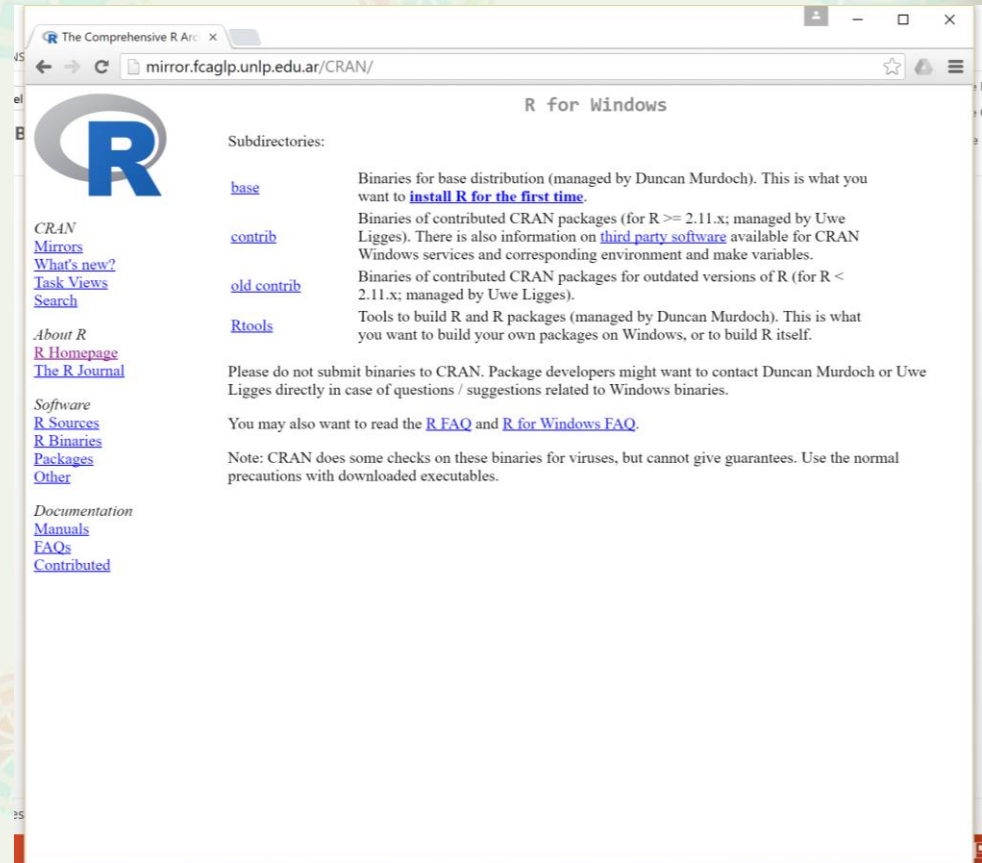 The Comprehensive R Arc
mirror.fcaglp.unlp.edu.ar/CRAN/
R
CRAN
Mirrors
What's new?
Task Views
Search
About R
R Homepage
The R Journal
Software
R Sources
R Binaries
Packages
Other
Documentation
Manuals
FAQs
Contributed
R for Windows
Subdirectories:
base
Binaries for base distribution (managed by Duncan Murdoch). This is what you
want to install R for the first time.
contrib
Binaries of contributed CRAN packages (for R >= 2.11.x; managed by Uwe
Ligges). There is also information on third party software available for CRAN
Windows services and corresponding environment and make variables.
old contrib
Binaries of contributed CRAN packages for outdated versions of R (for R <
2.11.x; managed by Uwe Ligges).
Rtools
Tools to build R and R packages (managed by Duncan Murdoch). This is what
you want to build your own packages on Windows, or to build R itself.
Please do not submit binaries to CRAN. Package developers might want to contact Duncan Murdoch or Uwe
Ligges directly in case of questions / suggestions related to Windows binaries.
You may also want to read the R FAQ and R for Windows FAQ.
Note: CRAN does some checks on these binaries for viruses, but cannot give guarantees. Use the normal
precautions with downloaded executables.